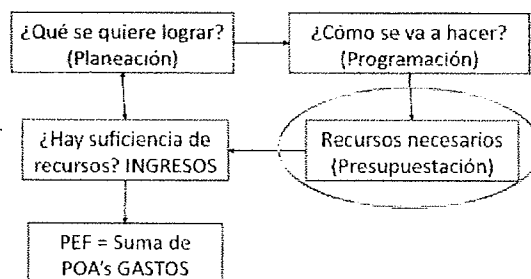 ¿Qué se quiere lograr?
(Planeación)
¿Cómo se va a hacer?
(Programación)
¿Hay suficiencia de
recursos? INGRESOS
Recursos necesarios
(Presupuestación)
PEF = Suma de
POA's GASTOS